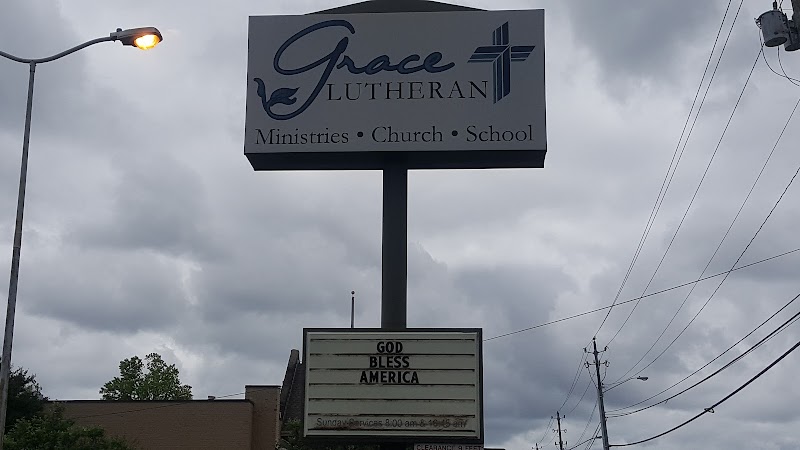 Grace
LUTHERAN
Ministries • Church • School
GOD
BLESS
AMERICA
Sunday Services 8:00 am & 10:45 am